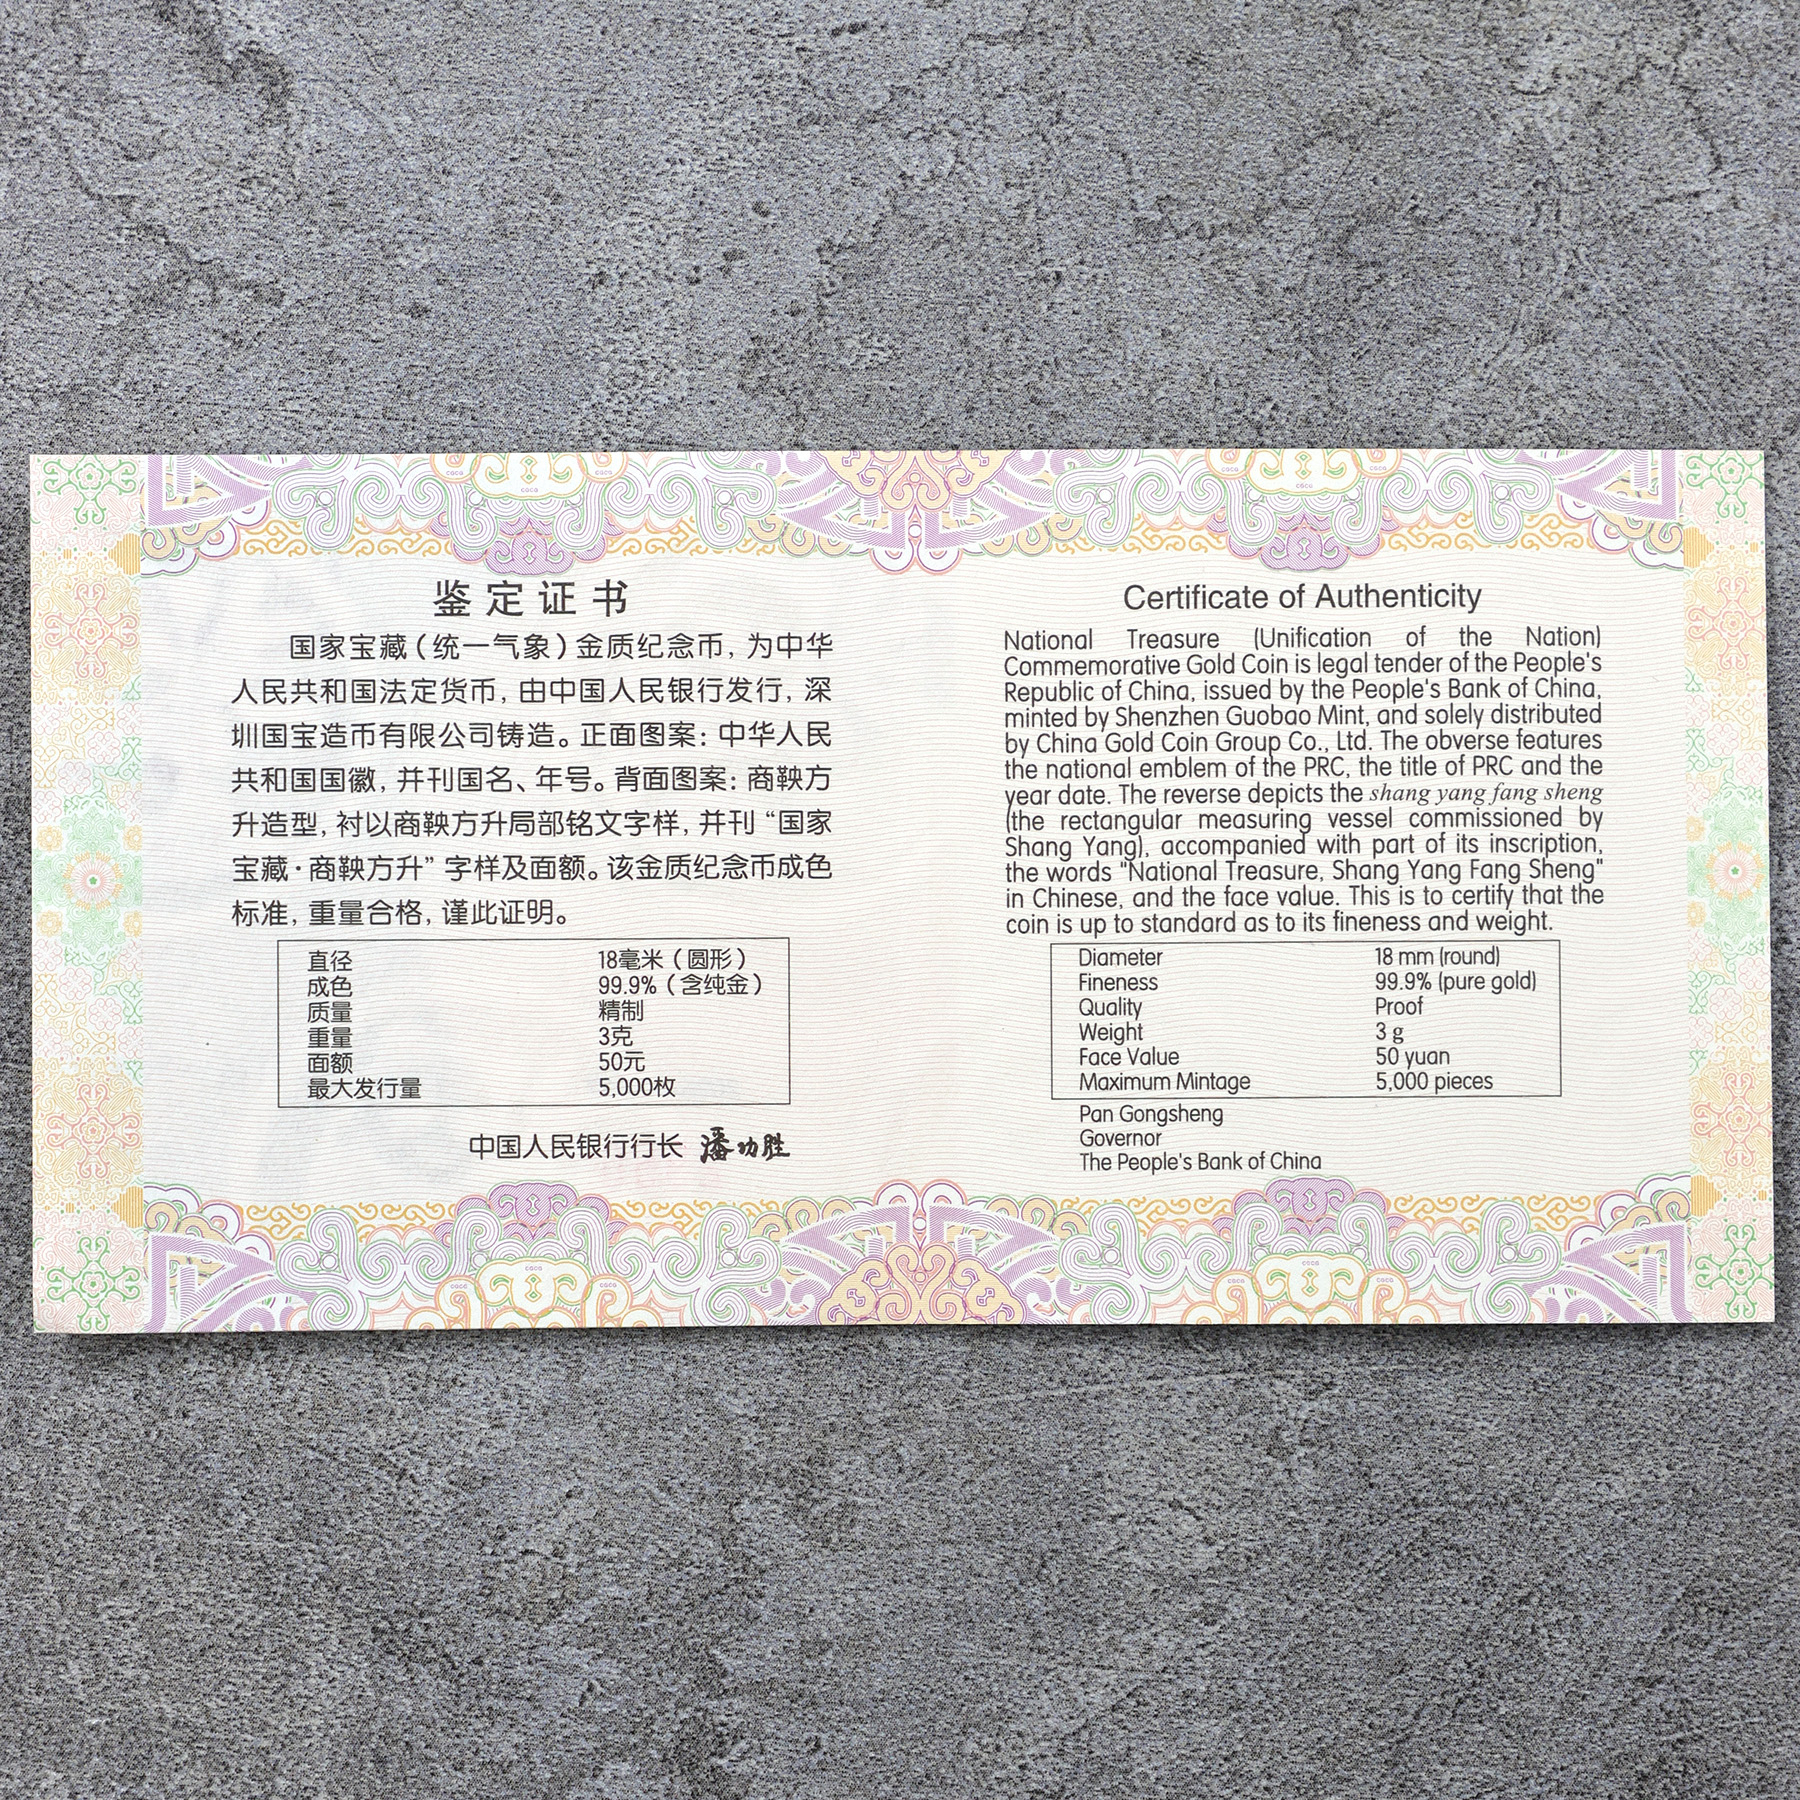 鉴定证书
国家宝藏（统一气象）金质纪念币，为中华
人民共和国法定货币，由中国人民银行发行，深
圳国宝造币有限公司铸造。正面图案：中华人民
共和国国徽，并刊国名、年号。背面图案：商鞅方
升造型，衬以商鞅方升局部铭文字样，并刊“国家
宝藏·商鞅方升”字样及面额。该金质纪念币成色
标准，重量合格，谨此证明。
直径 18毫米（圆形）
成色 99.9%（含纯金）
质量 精制
重量 3克
面额 50元
最大发行量 5,000枚
中国人民银行行长 潘功胜
Certificate of Authenticity
National Treasure (Unification of the Nation)
Commemorative Gold Coin is legal tender of the People's
Republic of China, issued by the People's Bank of China,
minted by Shenzhen Guobao Mint, and solely distributed
by China Gold Coin Group Co., Ltd. The obverse features
the national emblem of the PRC, the title of PRC and the
year date. The reverse depicts the shang yang fang sheng
(the rectangular measuring vessel commissioned by
Shang Yang), accompanied with part of its inscription,
the words "National Treasure, Shang Yang Fang Sheng"
in Chinese, and the face value. This is to certify that the
coin is up to standard as to its fineness and weight.
Diameter 18 mm (round)
Fineness 99.9% (pure gold)
Quality Proof
Weight 3 g
Face Value 50 yuan
Maximum Mintage 5,000 pieces
Pan Gongsheng
Governor
The People's Bank of China